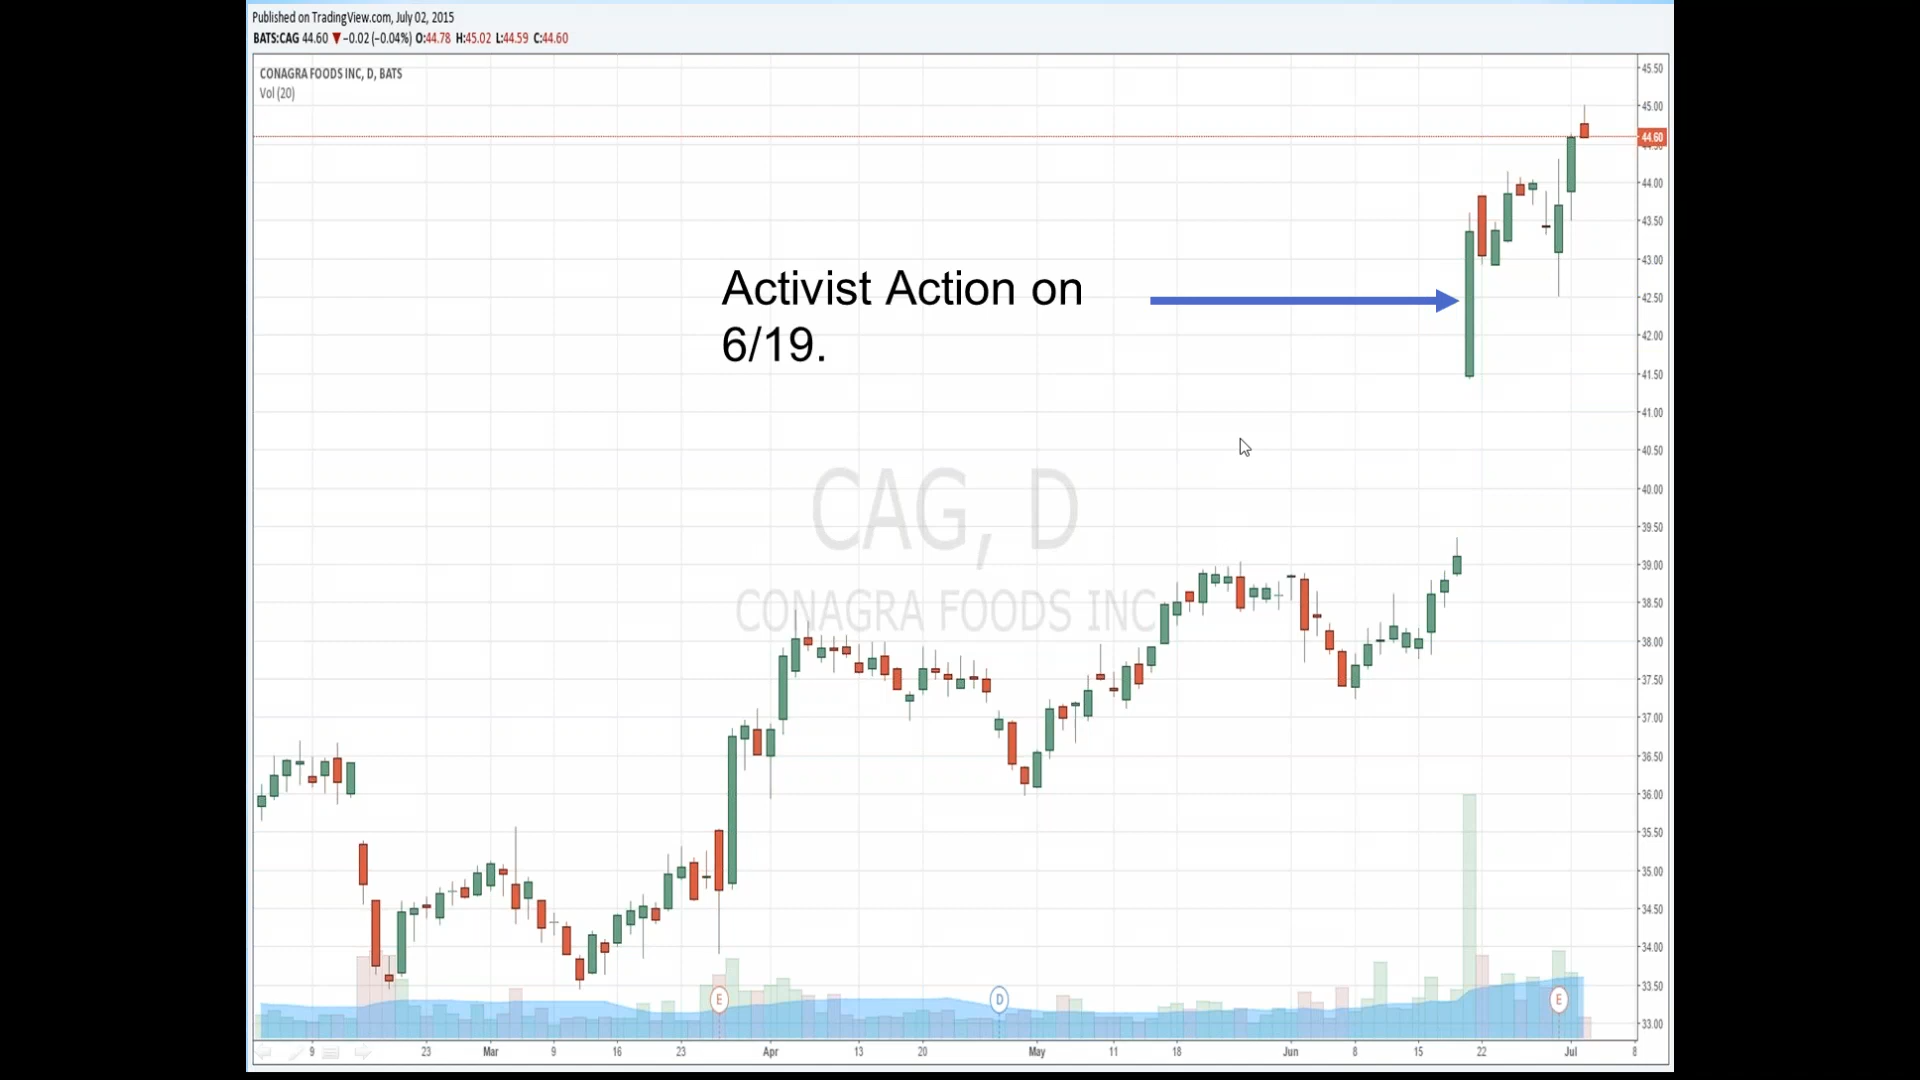 Published on TradingView.com, July 02, 2015
BATS:CAG 44.60 ▼ −0.02 (−0.04%) O:44.78 H:45.02 L:44.59 C:44.60
CONAGRA FOODS INC, D, BATS
Vol (20)
Activist Action on
6/19.
CAG, D
CONAGRA FOODS INC
45.50
45.00
44.60
44.00
43.50
43.00
42.50
42.00
41.50
41.00
40.50
40.00
39.50
39.00
38.50
38.00
37.50
37.00
36.50
36.00
35.50
35.00
34.50
34.00
33.50
33.00
E
D
E
9 23 Mar 9 16 23 Apr 13 20 May 11 18 Jun 8 15 22 Jul 8